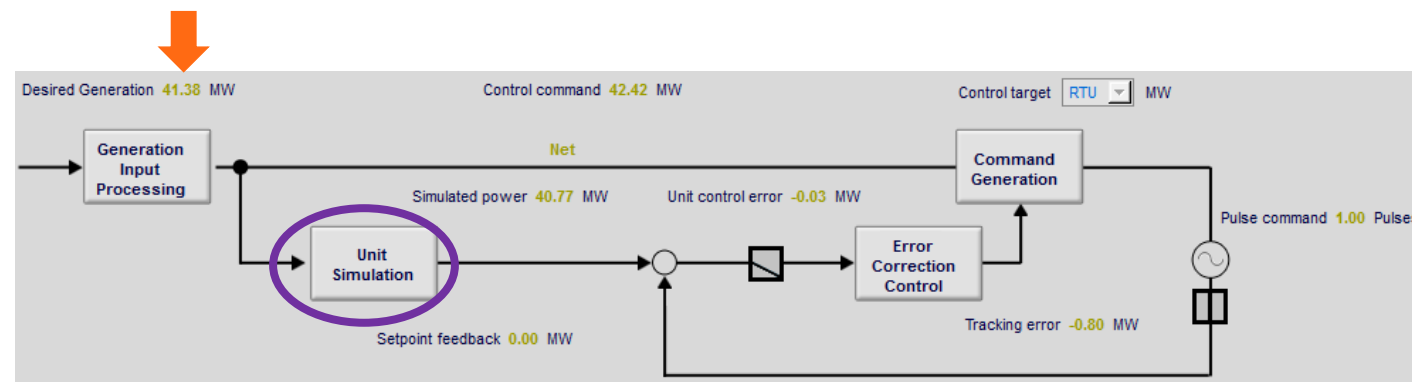 Desired Generation 41.38 MW
Control command 42.42 MW
Control target RTU MW
Generation
Input
Processing
Net
Command
Generation
Simulated power 40.77 MW
Unit control error -0.03 MW
Pulse command 1.00 Pulse
Unit
Simulation
Error
Correction
Control
Setpoint feedback 0.00 MW
Tracking error -0.80 MW